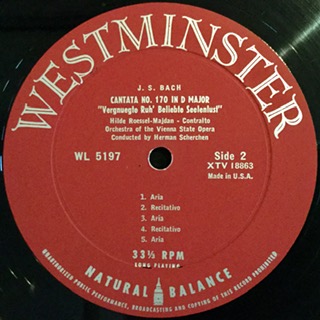 WESTMINSTER
J. S. BACH
CANTATA NO. 170 IN D MAJOR
"Vergnuegte Ruh' Beliebte Seelenlust"
Hilde Roessel-Majdan - Contralto
Orchestra of the Vienna State Opera
Conducted by Herman Scherchen
WL 5197
Side 2
XTV 18863
Made in U.S.A.
1. Aria
2. Recitativo
3. Aria
4. Recitativo
5. Aria
33⅓ RPM
LONG PLAYING
NATURAL BALANCE
UNAUTHORIZED PUBLIC PERFORMANCE, BROADCASTING AND COPYING OF THIS RECORD PROHIBITED